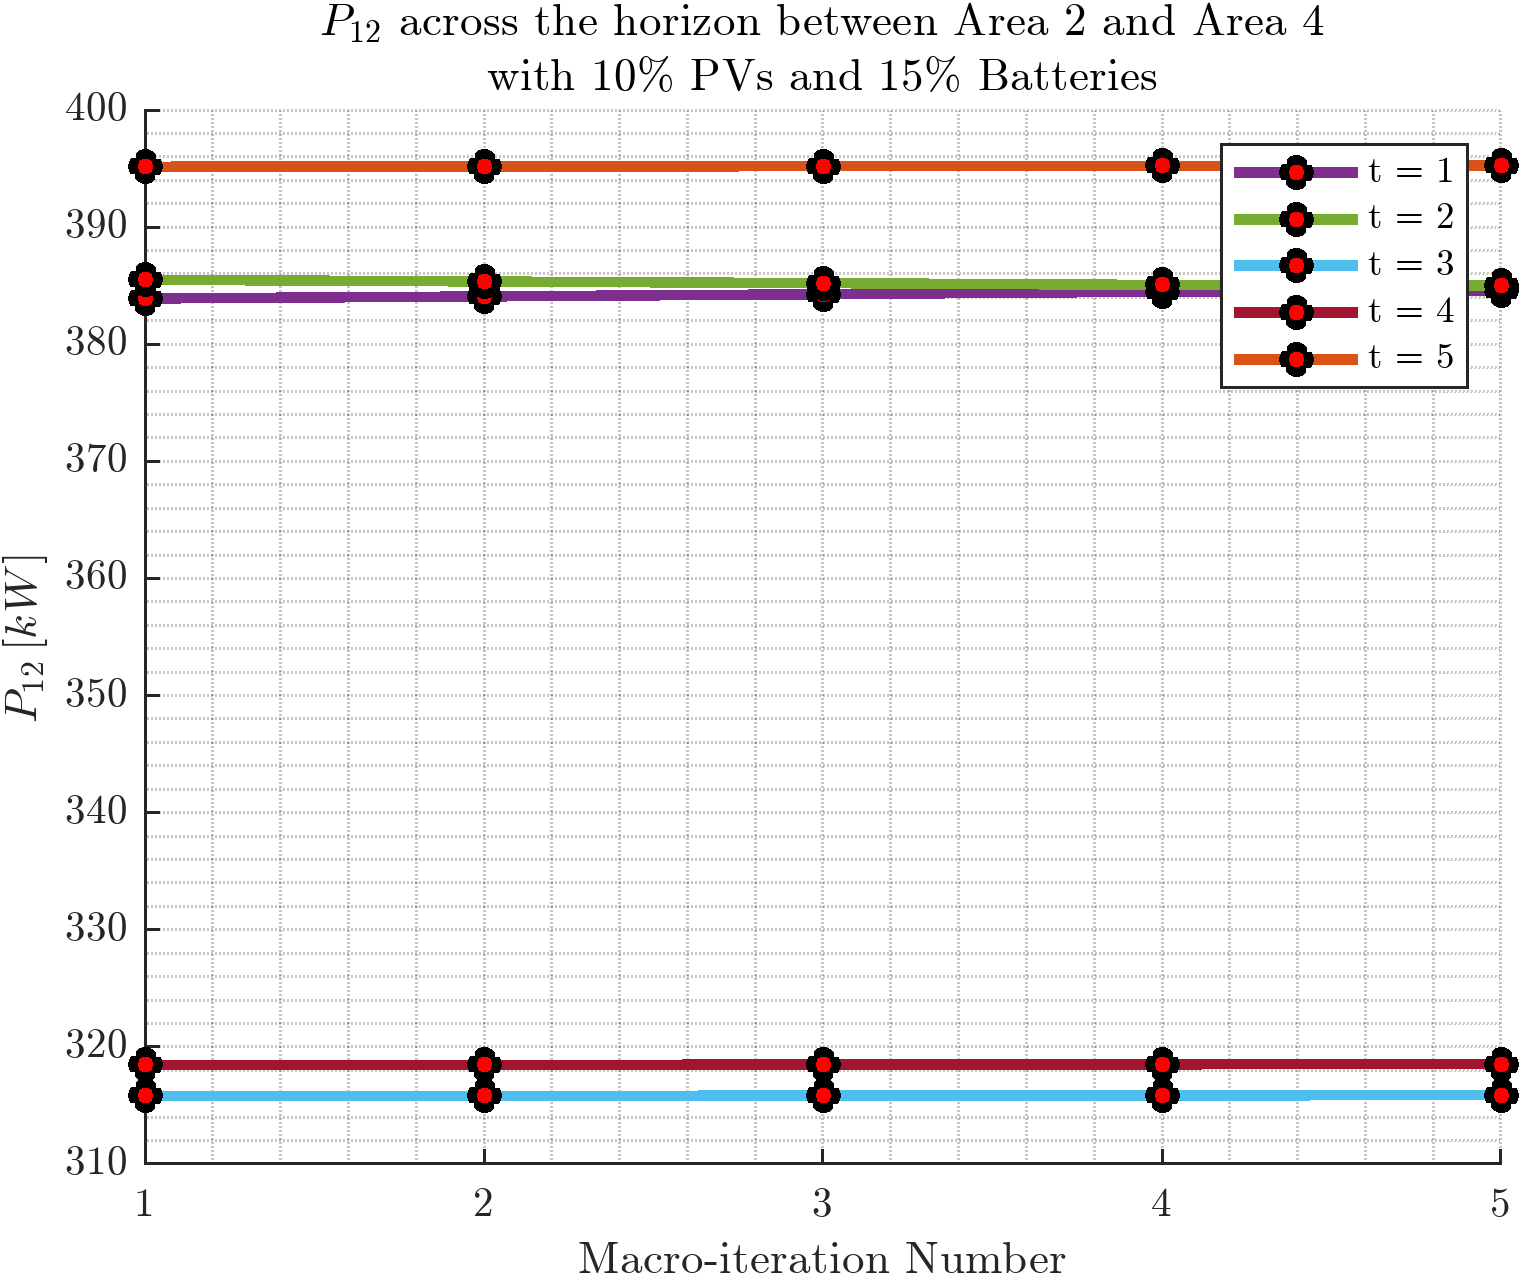 P₁₂ across the horizon between Area 2 and Area 4
with 10% PVs and 15% Batteries
400
390
380
370
360
350
340
330
320
310
P₁₂ [kW]
t = 1
t = 2
t = 3
t = 4
t = 5
1 2 3 4 5
Macro-iteration Number